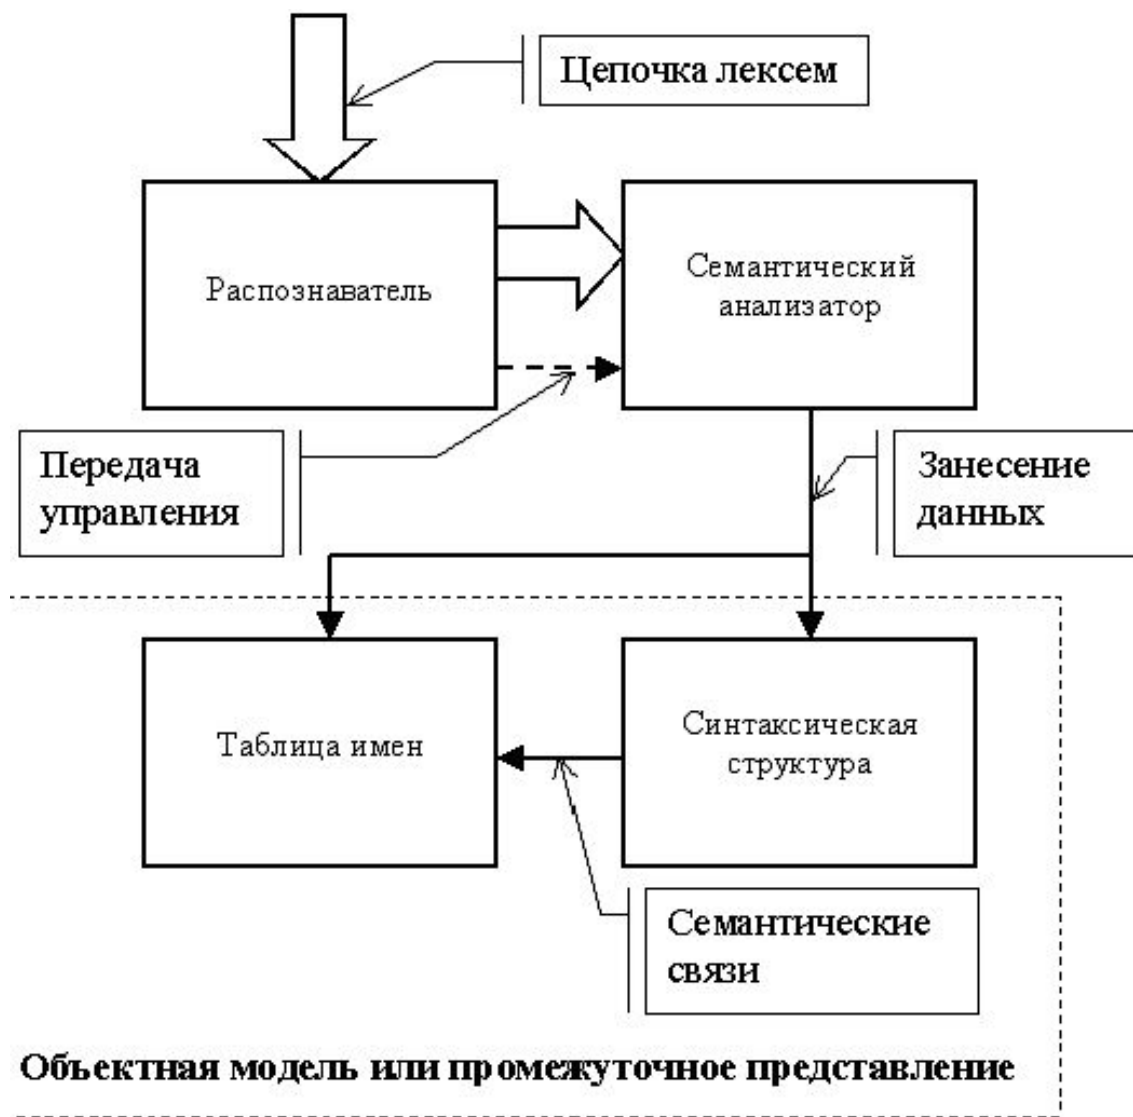 Цепочка лексем
Распознаватель
Семантический
анализатор
Передача
управления
Занесение
данных
Таблица имен
Синтаксическая
структура
Семантические
связи
Объектная модель или промежуточное представление